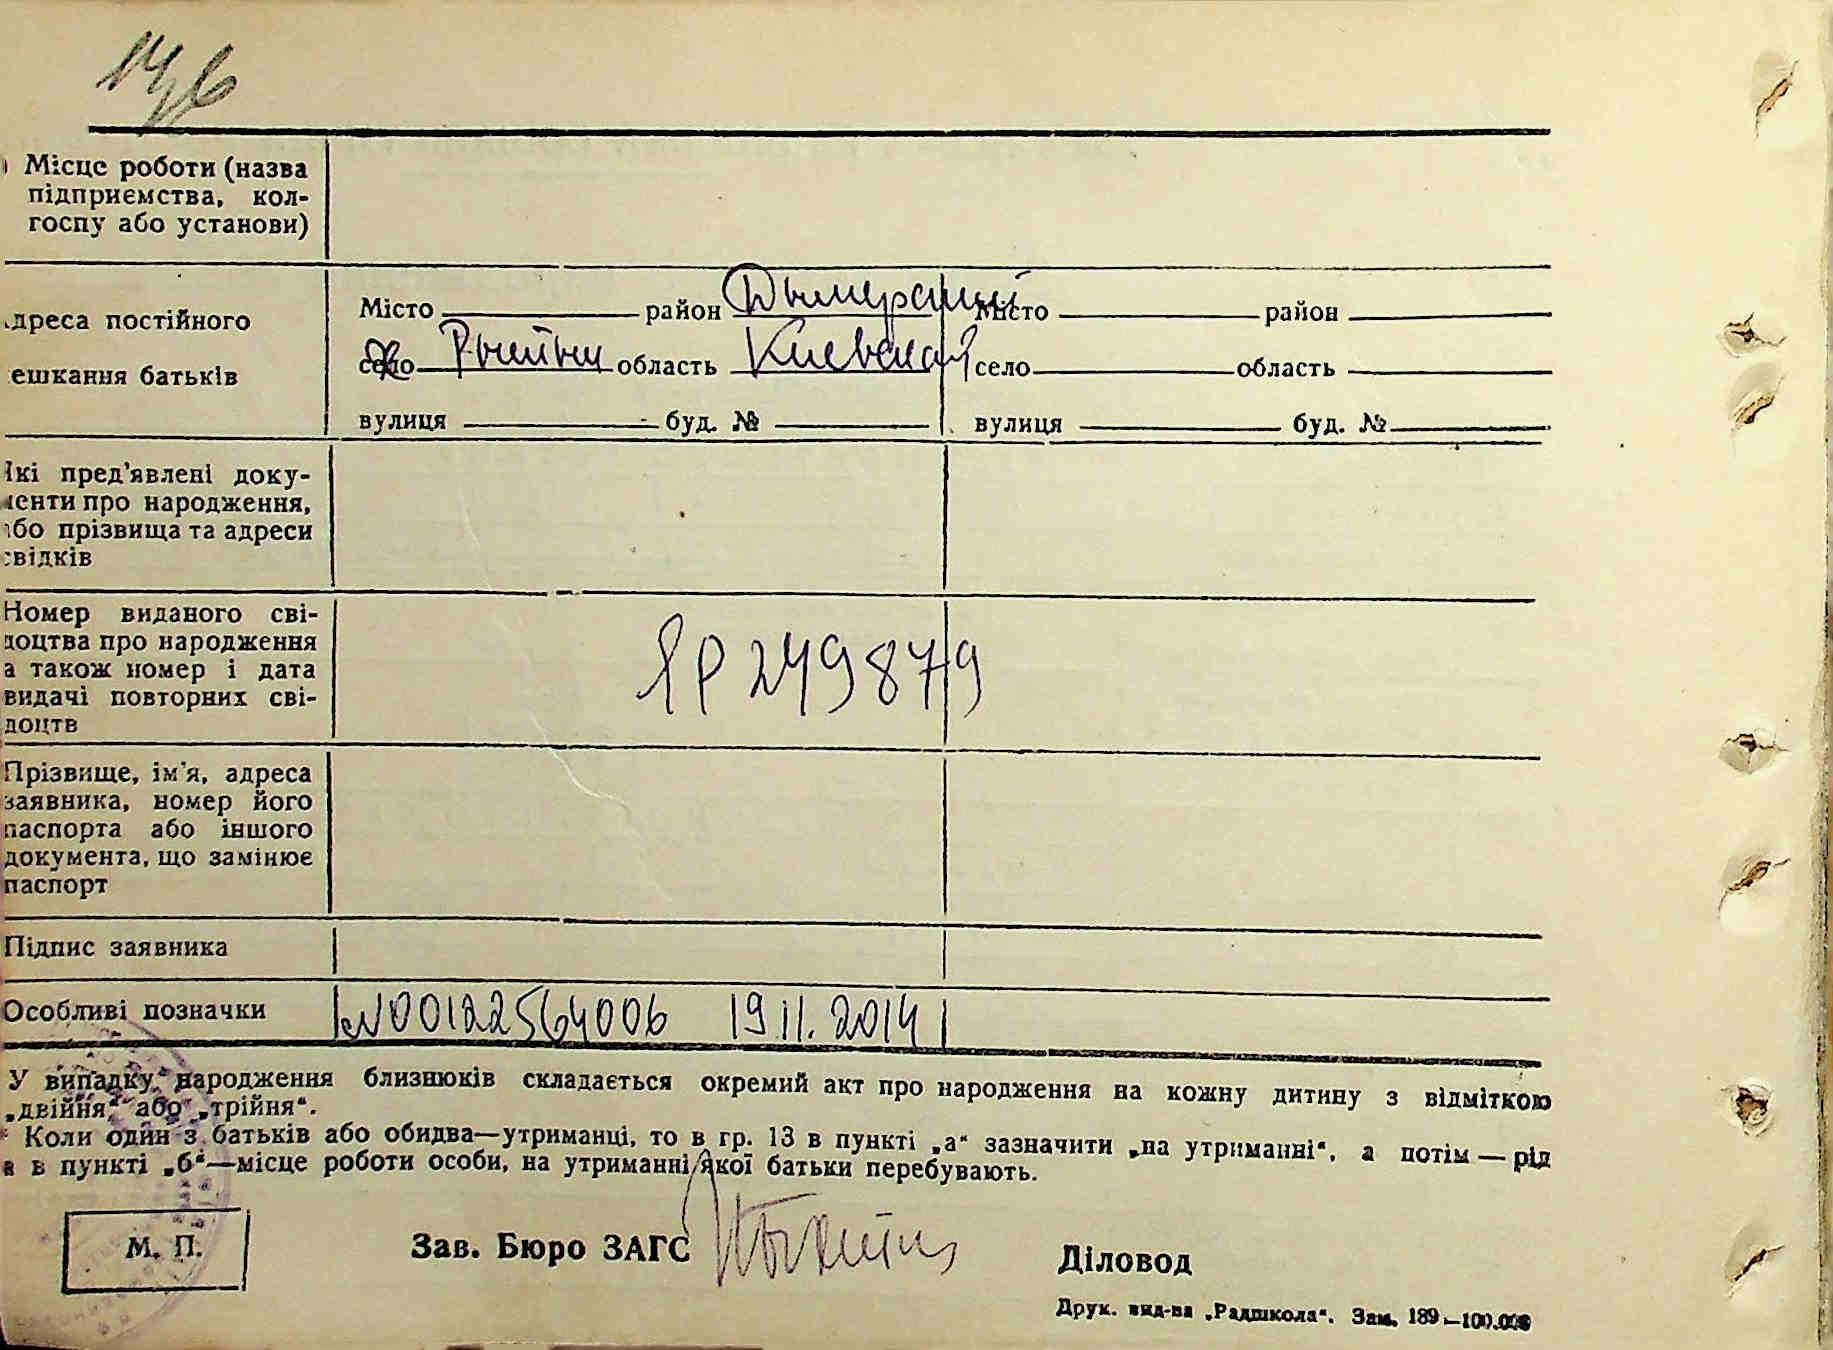 ) Місце роботи (назва
підприємства, кол-
госпу або установи)
дреса постійного
ешкання батьків
Місто район Дымерский
село область Киевская
вулиця буд. №
Місто район
село область
вулиця буд. №
Які пред'явлені доку-
менти про народження,
або прізвища та адреси
свідків
Номер виданого сві-
доцтва про народження
а також номер і дата
видачі повторних сві-
доцтв
ЯР 249879
Прізвище, ім'я, адреса
заявника, номер його
паспорта або іншого
документа, що замінює
паспорт
Підпис заявника
Особливі позначки
№00122564006 19.11.2014
У випадку народження близнюків складається окремий акт про народження на кожну дитину з відміткою
„двійня“ або „трійня“.
* Коли один з батьків або обидва—утриманці, то в гр. 13 в пункті „а“ зазначити „на утриманні“, а потім — рід
а в пункті „б“—місце роботи особи, на утриманні якої батьки перебувають.
М. П.
Зав. Бюро ЗАГС
Діловод
Друк. вид-ва „Радшкола“. Зам. 189—100.000